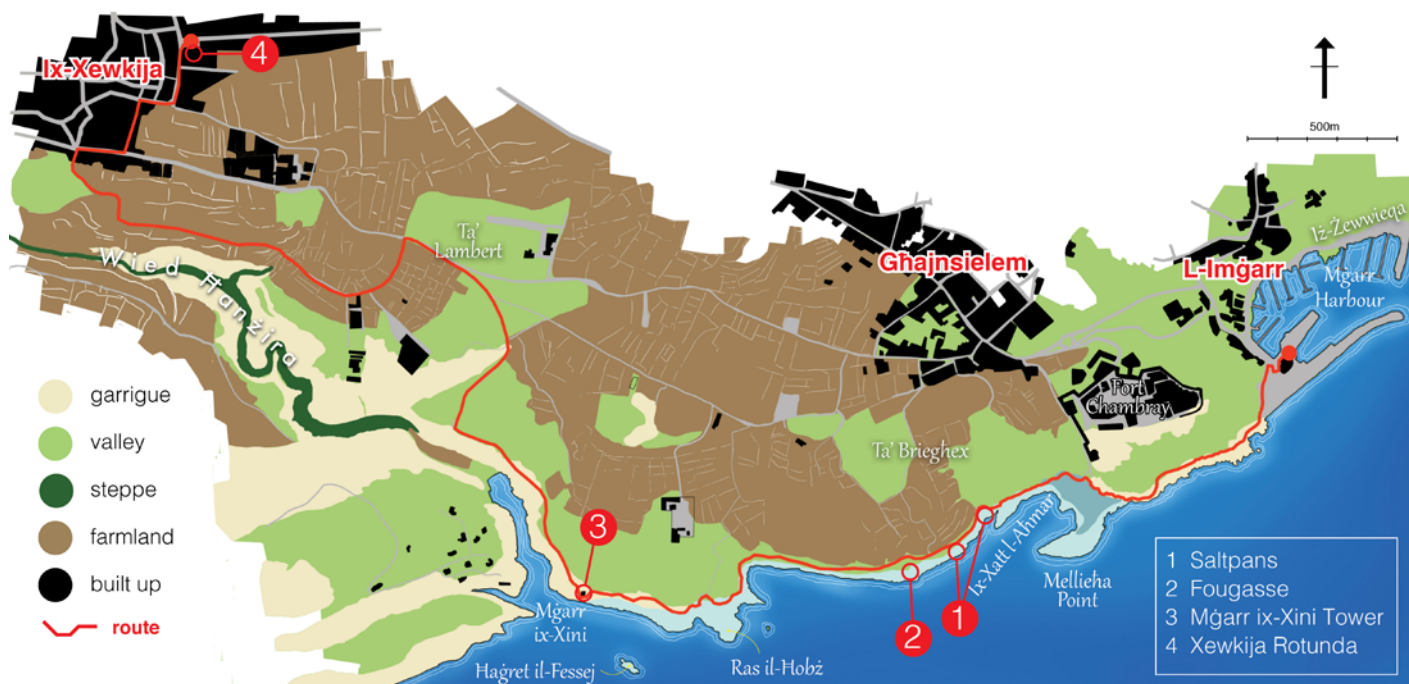 Ix-Xewkija
4
500m
Ta'
Lambert
Għajnsielem
Iż-Żewwieqa
L-Imġarr
Mġarr
Harbour
Wied Ħanżira
Fort
Chambray
garrigue
valley
steppe
farmland
built up
route
Ta' Briegħex
3
Ix-Xatt l-Aħmar
Mellieħa
Point
Mġarr
ix-Xini
2
1
Ħaġret il-Fessej
Ras il-Ħobż
1 Saltpans
2 Fougasse
3 Mġarr ix-Xini Tower
4 Xewkija Rotunda